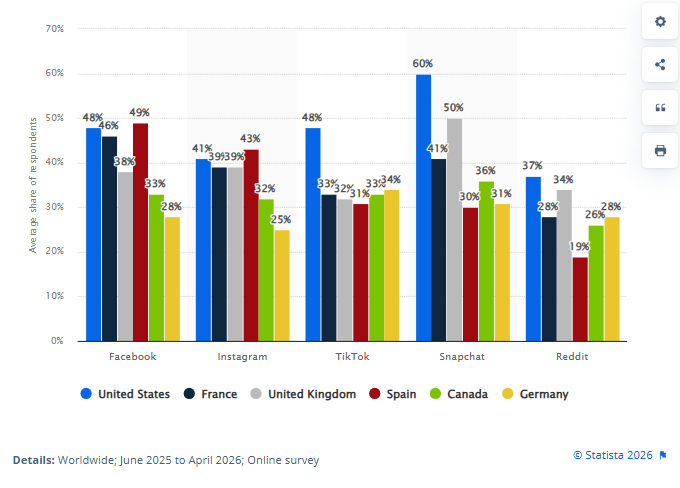 70%
60%
50%
40%
30%
20%
10%
0%
Average share of respondents
48% 46% 38% 49% 33% 28%
41% 39% 39% 43% 32% 25%
48% 33% 32% 31% 33% 34%
60% 41% 50% 30% 36% 31%
37% 28% 34% 19% 26% 28%
Facebook Instagram TikTok Snapchat Reddit
United States France United Kingdom Spain Canada Germany
© Statista 2026
Details: Worldwide; June 2025 to April 2026; Online survey